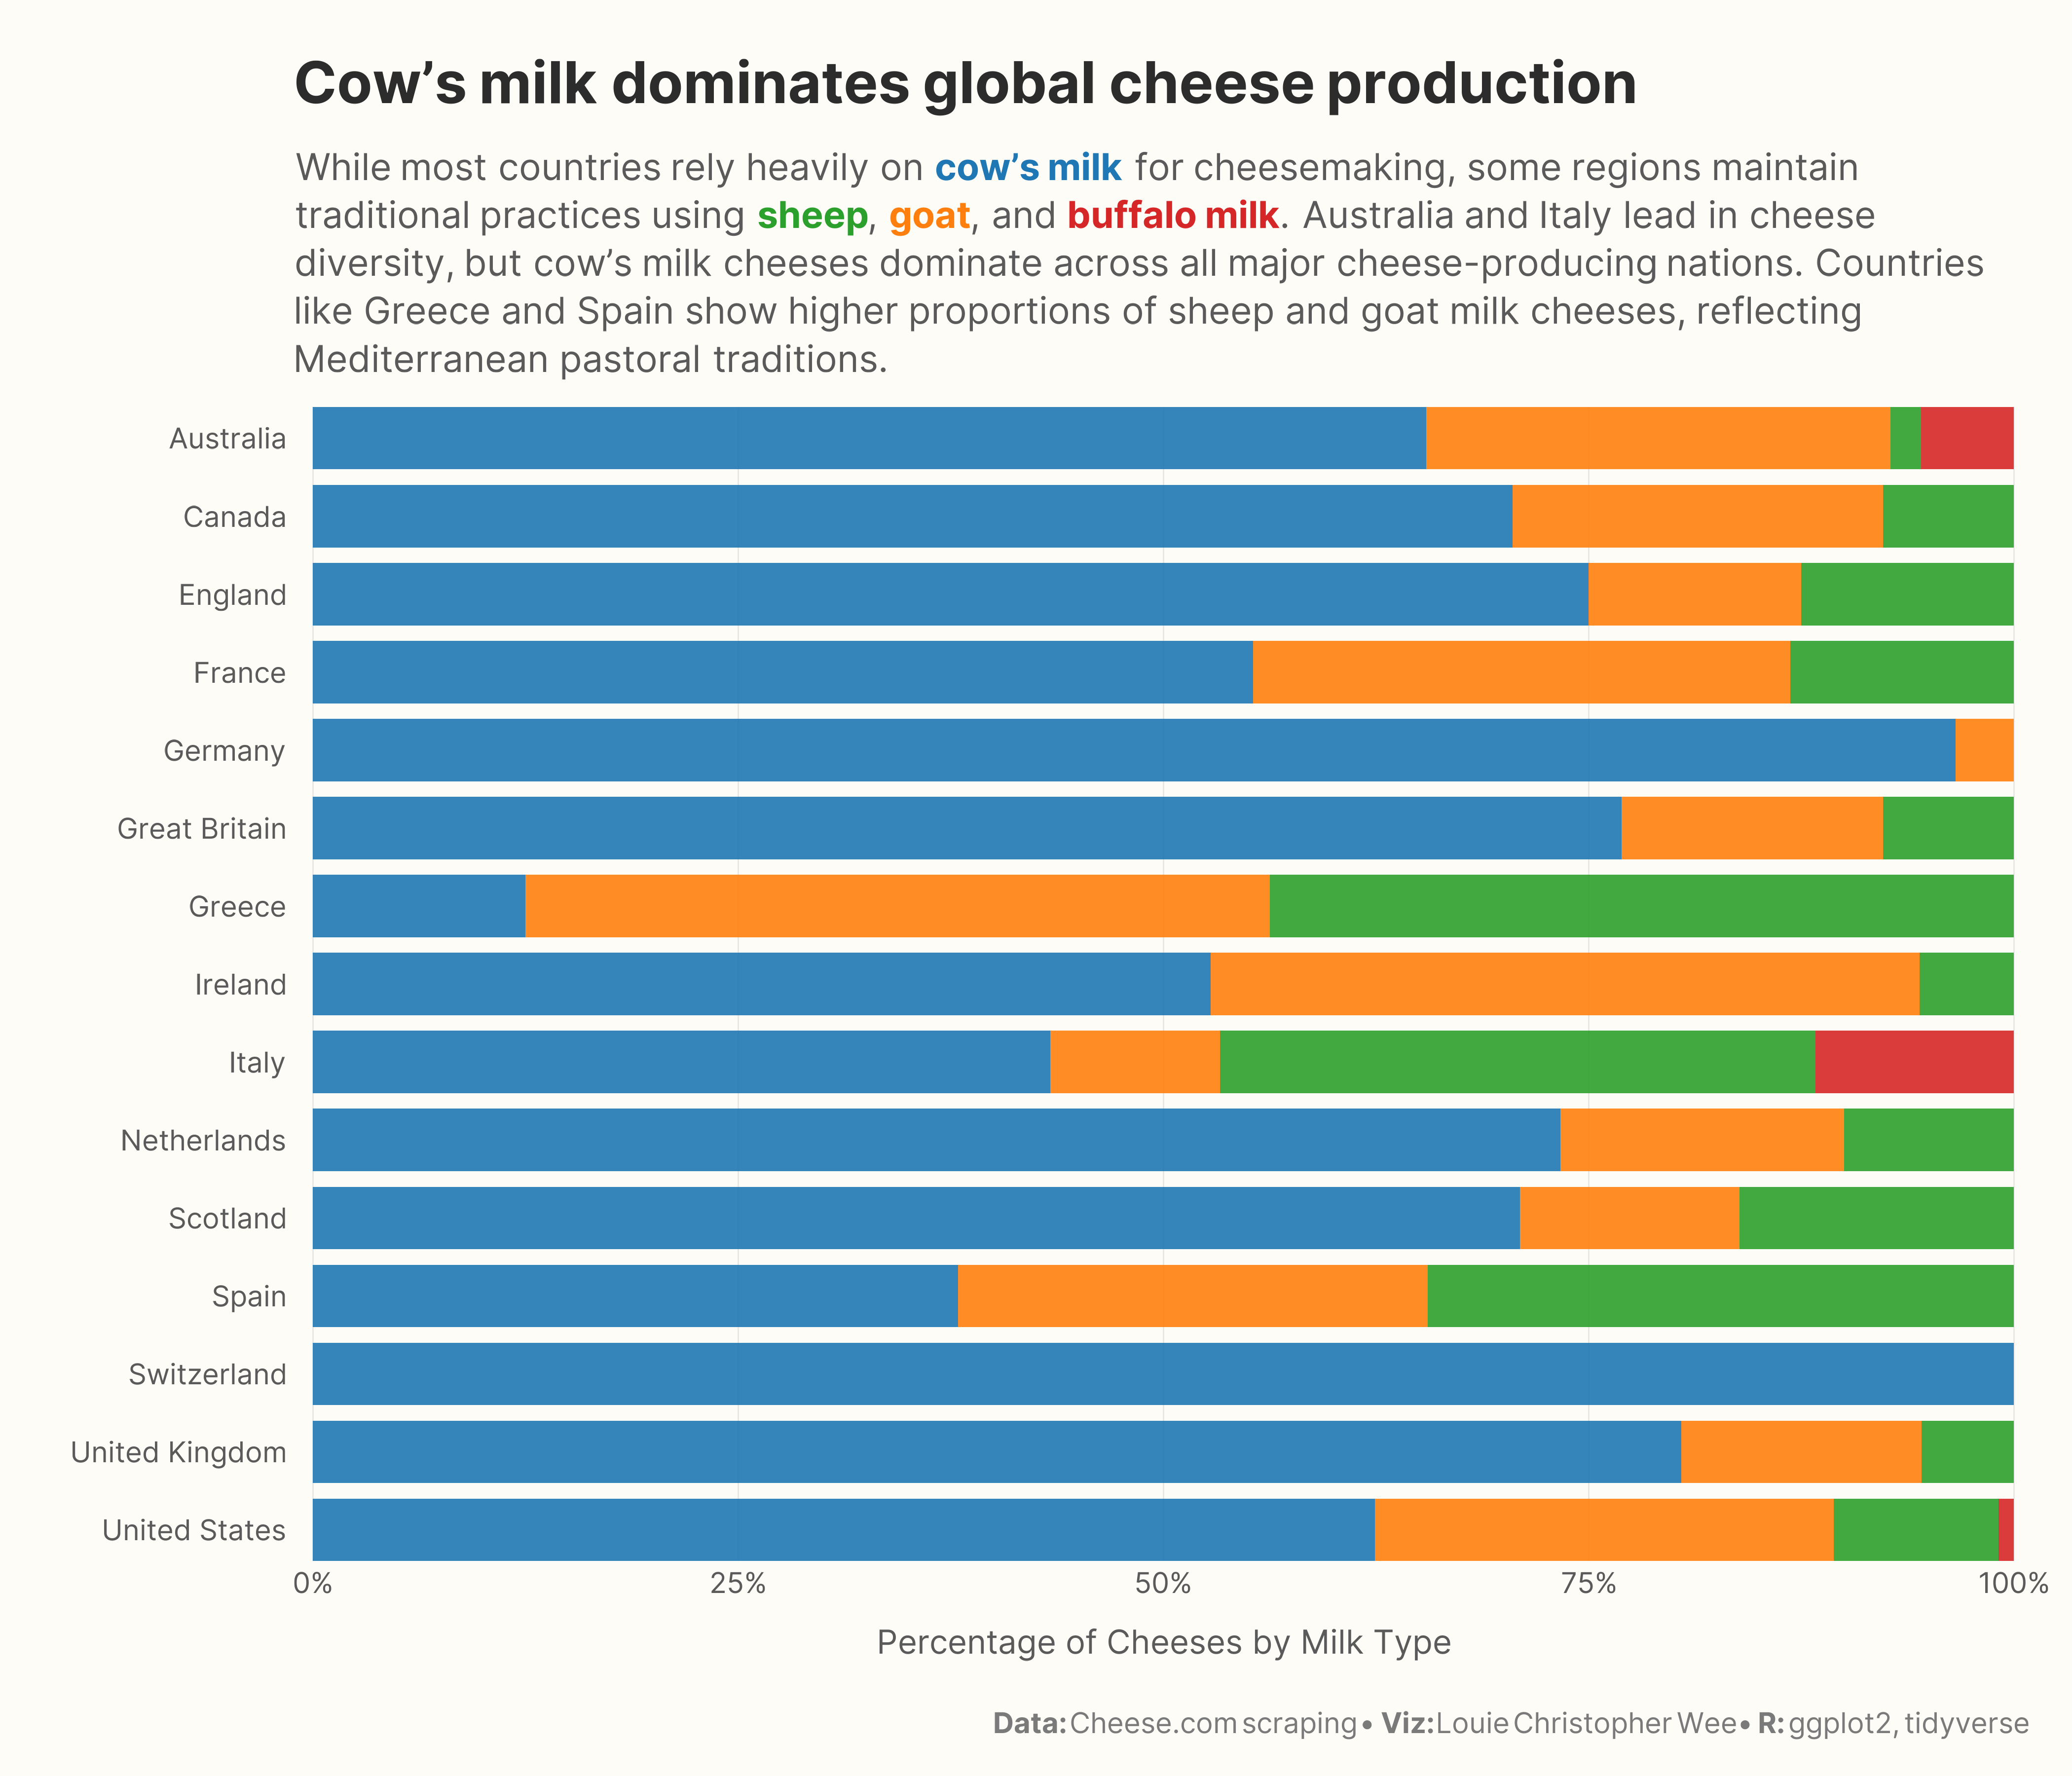 Cow’s milk dominates global cheese production
While most countries rely heavily on cow’s milk for cheesemaking, some regions maintain
traditional practices using sheep, goat, and buffalo milk. Australia and Italy lead in cheese
diversity, but cow’s milk cheeses dominate across all major cheese-producing nations. Countries
like Greece and Spain show higher proportions of sheep and goat milk cheeses, reflecting
Mediterranean pastoral traditions.
Australia
Canada
England
France
Germany
Great Britain
Greece
Ireland
Italy
Netherlands
Scotland
Spain
Switzerland
United Kingdom
United States
0% 25% 50% 75% 100%
Percentage of Cheeses by Milk Type
Data: Cheese.com scraping • Viz: Louie Christopher Wee • R: ggplot2, tidyverse